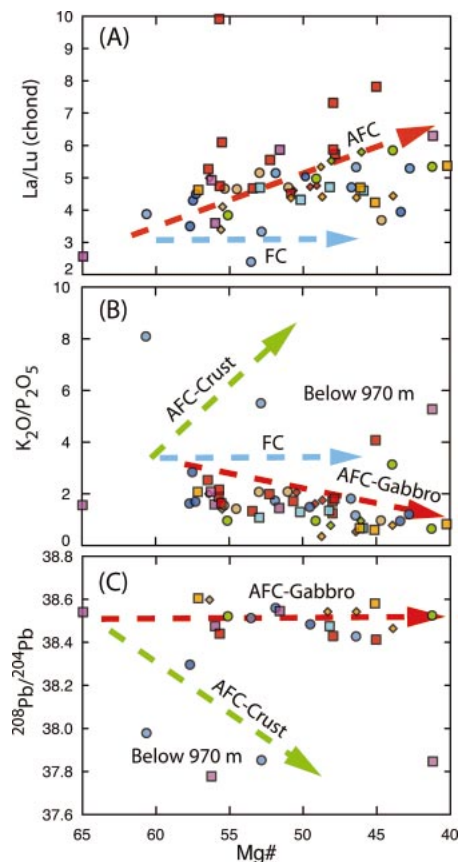 (A)
La/Lu (chond)
10
9
8
7
6
5
4
3
2
AFC
FC
(B)
K₂O/P₂O₅
10
8
6
4
2
0
AFC-Crust
Below 970 m
FC
AFC-Gabbro
(C)
²⁰⁸Pb/²⁰⁴Pb
38.8
38.6
38.4
38.2
38.0
37.8
37.6
AFC-Gabbro
AFC-Crust
Below 970 m
65 60 55 50 45 40
Mg#